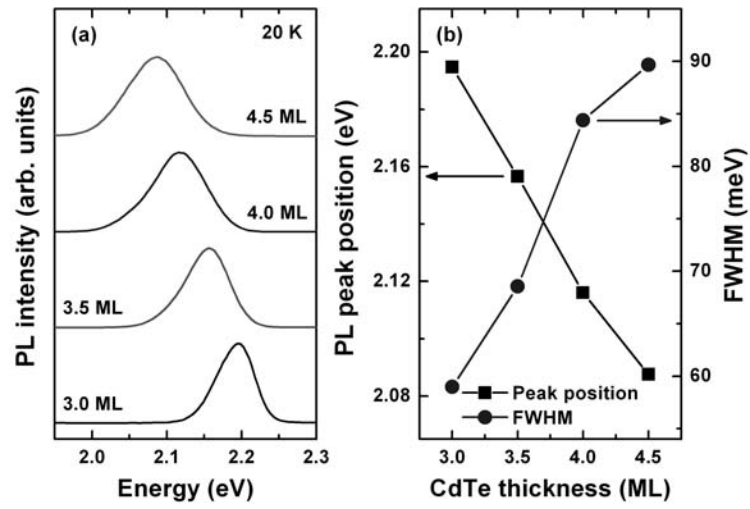 (a)
20 K
4.5 ML
4.0 ML
3.5 ML
3.0 ML
PL intensity (arb. units)
2.0 2.1 2.2 2.3
Energy (eV)
(b)
2.20
2.16
2.12
2.08
PL peak position (eV)
90
80
70
60
FWHM (meV)
Peak position
FWHM
3.0 3.5 4.0 4.5
CdTe thickness (ML)